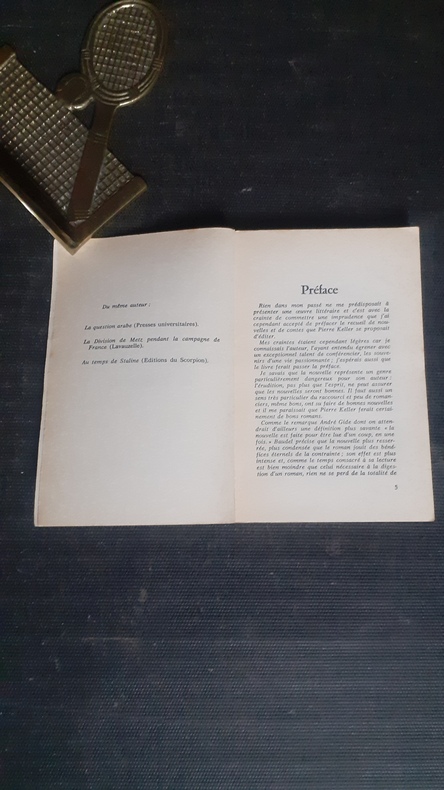 Du même auteur :
La question arabe (Presses universitaires).
La Division de Metz pendant la campagne de
France (Lavauzelle).
Au temps de Staline (Editions du Scorpion).
Préface
Bien dans mon passé ne me prédisposait à
présenter une œuvre littéraire et c'est avec la
crainte de commettre une imprudence que j'ai
cependant accepté de préfacer le recueil de nou-
velles et de contes que Pierre Keller se proposait
d'éditer.
Mes craintes étaient cependant légères car je
connaissais l'auteur, l'ayant entendu égrener avec
un exceptionnel talent de conférencier, les souve-
nirs d'une vie passionnante ; j'espérais aussi que
le livre ferait passer la préface.
Je savais que la nouvelle représente un genre
particulièrement dangereux pour son auteur :
l'érudition, pas plus que l'esprit, ne peut assurer
que les nouvelles seront bonnes. Il faut aussi un
sens très particulier du raccourci et peu de roman-
ciers, même bons, ont su faire de bonnes nouvelles
et il me paraissait que Pierre Keller ferait certai-
nement de bons romans.
Comme le remarque André Gide dont on atten-
drait d'ailleurs une définition plus savante « la
nouvelle est faite pour être lue d'un coup, en une
fois ». Baudel précise que la nouvelle plus resser-
rée, plus condensée que le roman jouit des béné-
fices éternels de la contrainte ; son effet est plus
intense et, comme le temps consacré à sa lecture
est bien moindre que celui nécessaire à la diges-
tion d'un roman, rien ne se perd de la totalité de
5